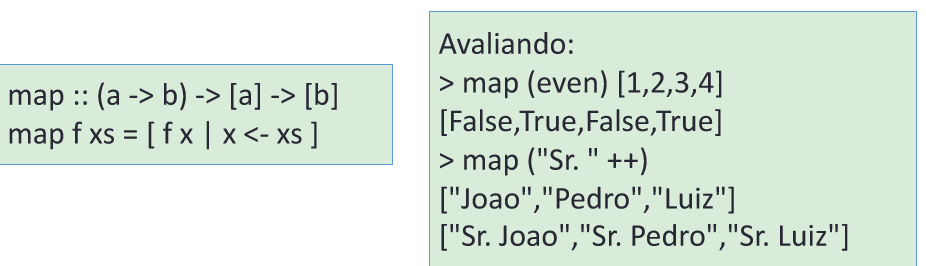 map :: (a -> b) -> [a] -> [b]
map f xs = [ f x | x <- xs ]
Avaliando:
> map (even) [1,2,3,4]
[False,True,False,True]
> map ("Sr. " ++)
["Joao","Pedro","Luiz"]
["Sr. Joao","Sr. Pedro","Sr. Luiz"]